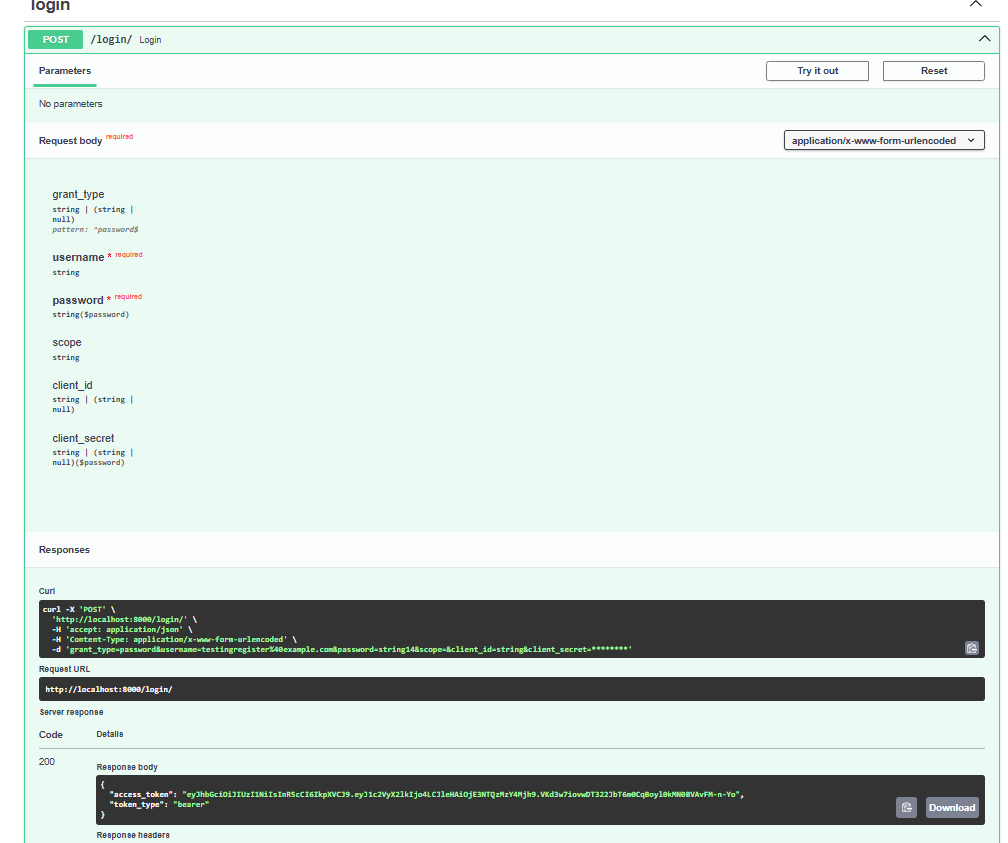 login
POST /login/ Login
Parameters
Try it out
Reset
No parameters
Request body required
application/x-www-form-urlencoded
grant_type
string | (string |
null)
pattern: ^password$
username * required
string
password * required
string($password)
scope
string
client_id
string | (string |
null)
client_secret
string | (string |
null)($password)
Responses
Curl
curl -X 'POST' \
'http://localhost:8000/login/' \
-H 'accept: application/json' \
-H 'Content-Type: application/x-www-form-urlencoded' \
-d 'grant_type=password&username=testingregister%40example.com&password=string14&scope=&client_id=string&client_secret=********'
Request URL
http://localhost:8000/login/
Server response
Code Details
200
Response body
{
"access_token": "eyJhbGciOiJIUzI1NiIsInR5cCI6IkpXVCJ9.eyJ1c2VyX2lkIjo4LCJleHAiOjE3NTQzMzY4Mjh9.VKd3w7iovwDT322JbT6m0CqBoyl0kMN0BVAvFM-n-Yo",
"token_type": "bearer"
}
Download
Response headers